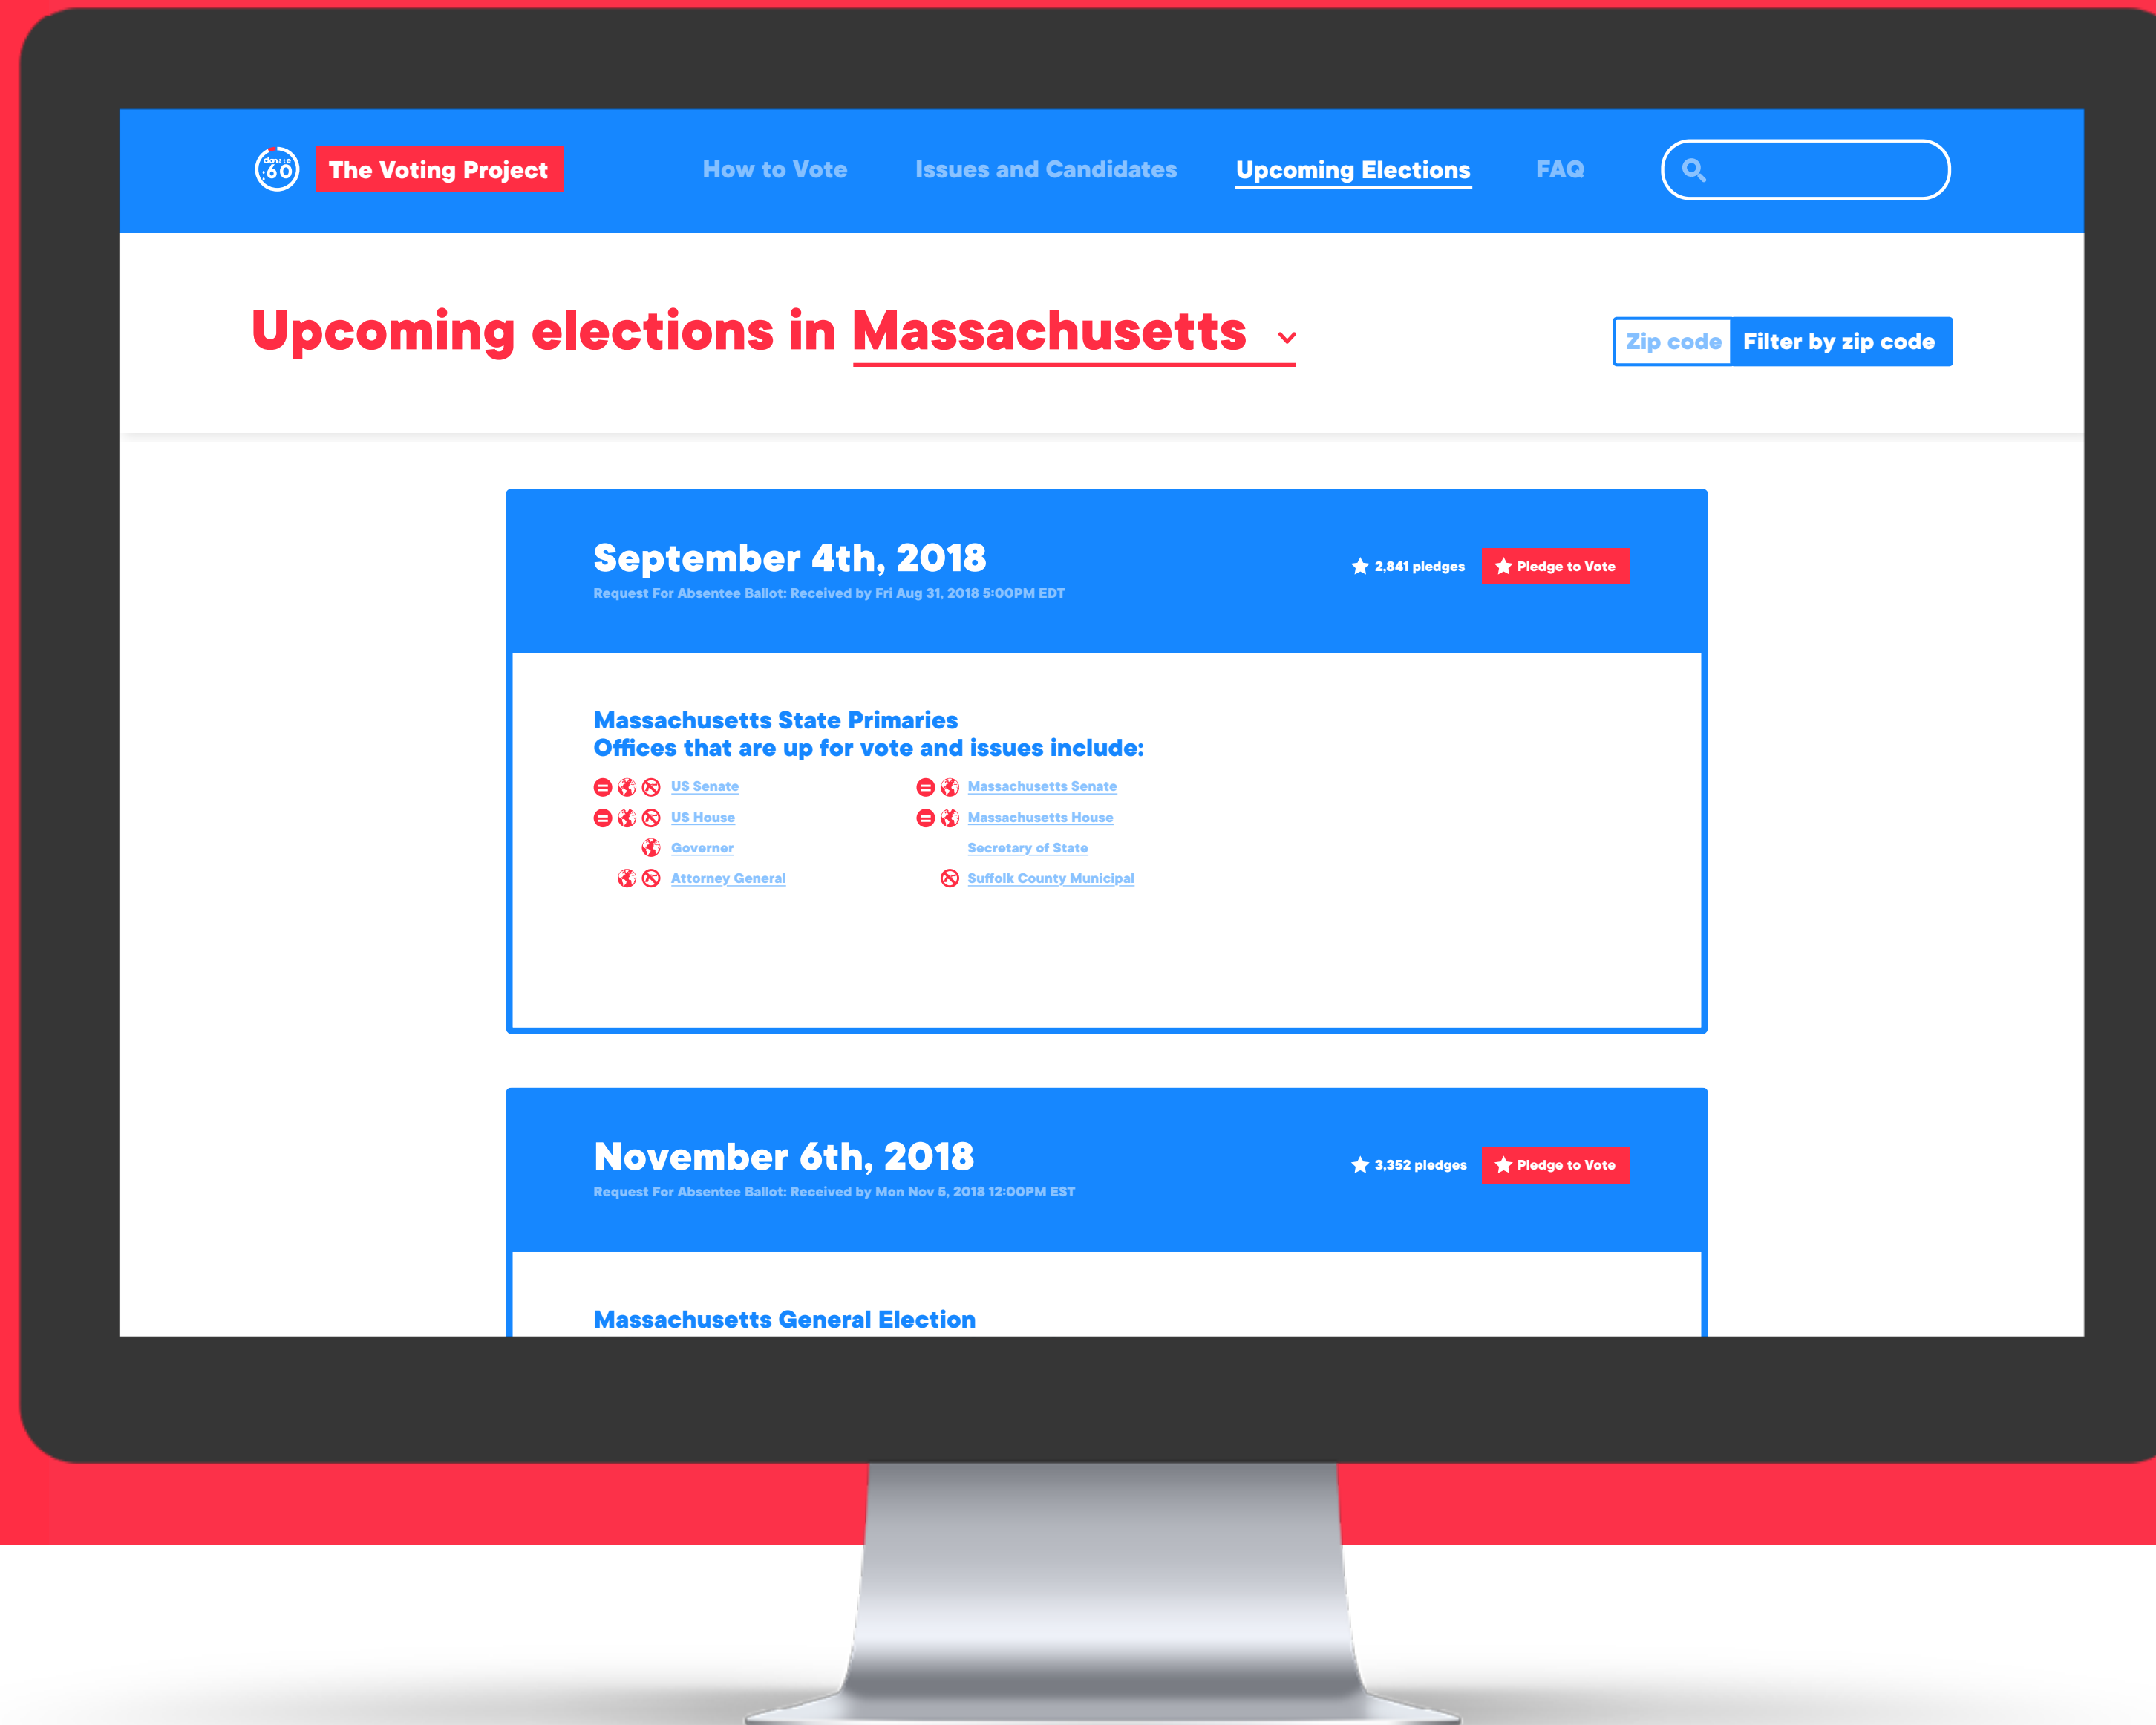 donate
:60
The Voting Project
How to Vote
Issues and Candidates
Upcoming Elections
FAQ
Upcoming elections in Massachusetts
Zip code
Filter by zip code
September 4th, 2018
2,841 pledges
Pledge to Vote
Request For Absentee Ballot: Received by Fri Aug 31, 2018 5:00PM EDT
Massachusetts State Primaries
Offices that are up for vote and issues include:
US Senate
Massachusetts Senate
US House
Massachusetts House
Governer
Secretary of State
Attorney General
Suffolk County Municipal
November 6th, 2018
3,352 pledges
Pledge to Vote
Request For Absentee Ballot: Received by Mon Nov 5, 2018 12:00PM EST
Massachusetts General Election